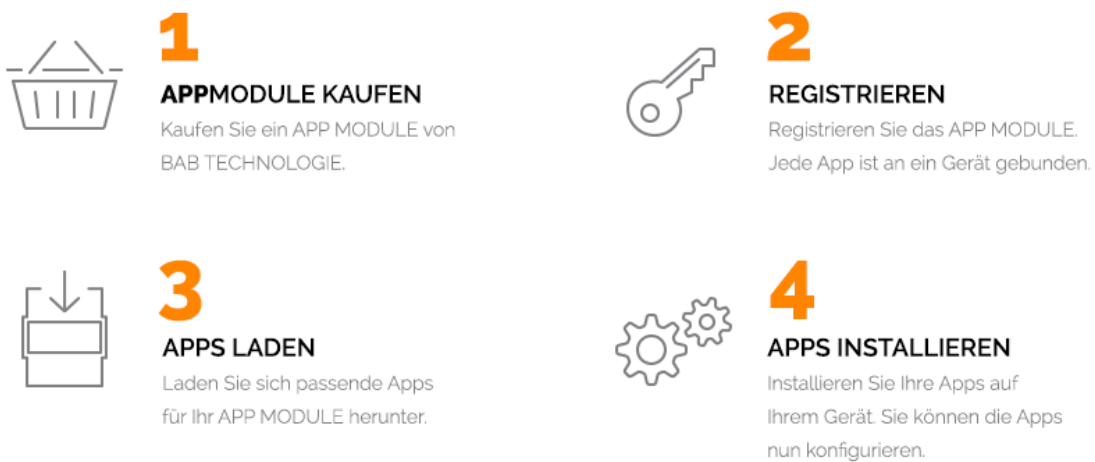 1
APPMODULE KAUFEN
Kaufen Sie ein APP MODULE von
BAB TECHNOLOGIE.
2
REGISTRIEREN
Registrieren Sie das APP MODULE.
Jede App ist an ein Gerät gebunden.
3
APPS LADEN
Laden Sie sich passende Apps
für Ihr APP MODULE herunter.
4
APPS INSTALLIEREN
Installieren Sie Ihre Apps auf
Ihrem Gerät. Sie können die Apps
nun konfigurieren.